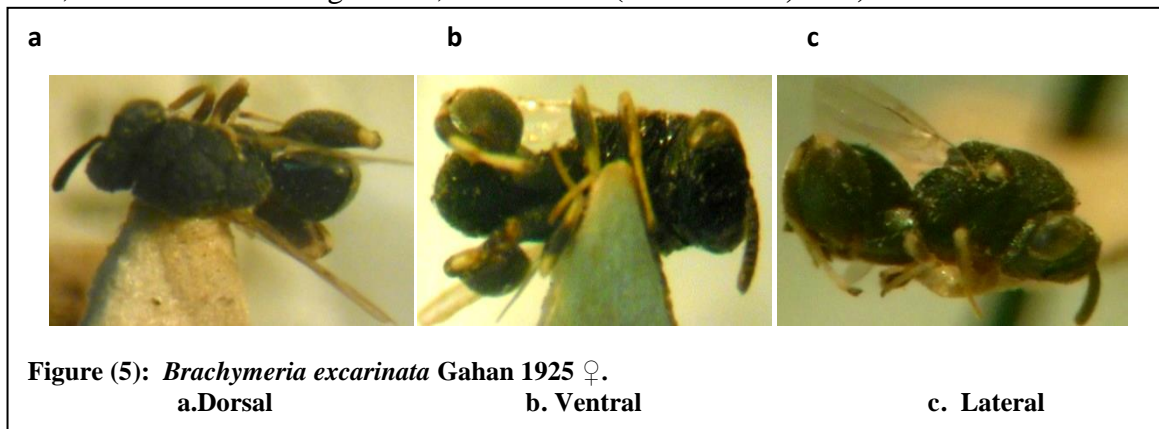 a b c
Figure (5): Brachymeria excarinata Gahan 1925 ♀.
a.Dorsal b. Ventral c. Lateral